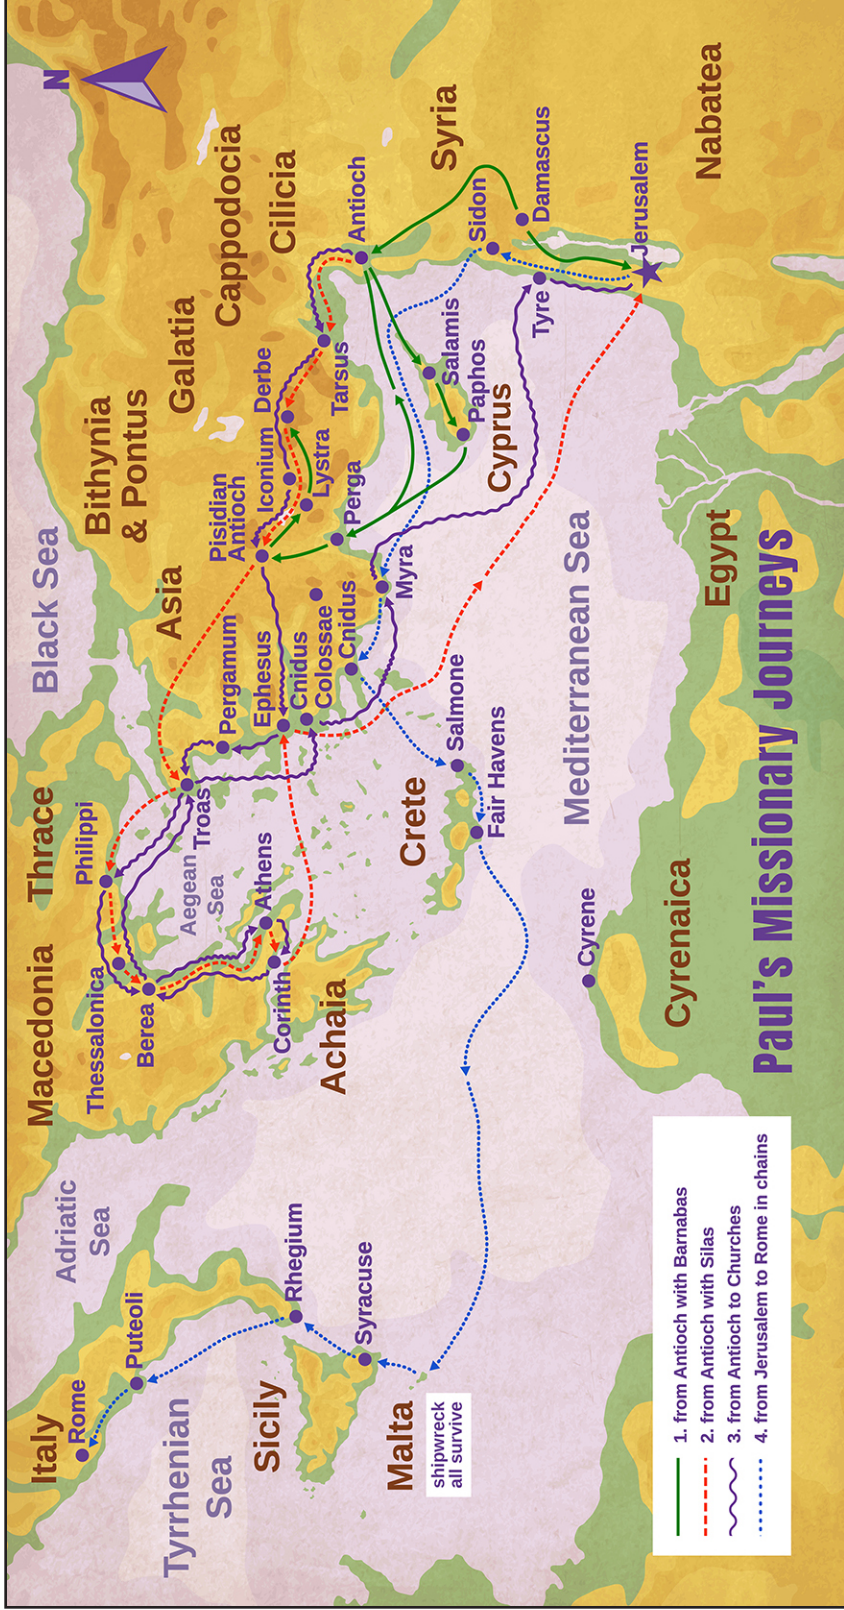 N
Black Sea
Bithynia
& Pontus
Galatia
Cappodocia
Cilicia
Syria
Nabatea
Macedonia
Thrace
Asia
Italy
Adriatic
Sea
Tyrrhenian
Sea
Aegean
Sea
Achaia
Crete
Cyprus
Sicily
Malta
shipwreck
all survive
Mediterranean Sea
Cyrenaica
Egypt
Rome
Puteoli
Rhegium
Syracuse
Thessalonica
Berea
Philippi
Troas
Athens
Corinth
Pergamum
Ephesus
Cnidus
Colossae
Cnidus
Pisidian
Antioch
Iconium
Lystra
Derbe
Tarsus
Perga
Myra
Antioch
Salamis
Paphos
Sidon
Damascus
Tyre
Jerusalem
Salmone
Fair Havens
Cyrene
Paul's Missionary Journeys
1. from Antioch with Barnabas
2. from Antioch with Silas
3. from Antioch to Churches
4. from Jerusalem to Rome in chains